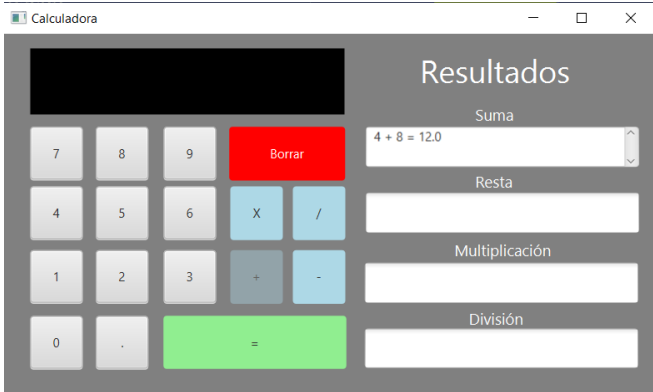 Calculadora
Resultados
Suma
4 + 8 = 12.0
7 8 9 Borrar
Resta
4 5 6 X /
Multiplicación
1 2 3 + -
División
0 . =